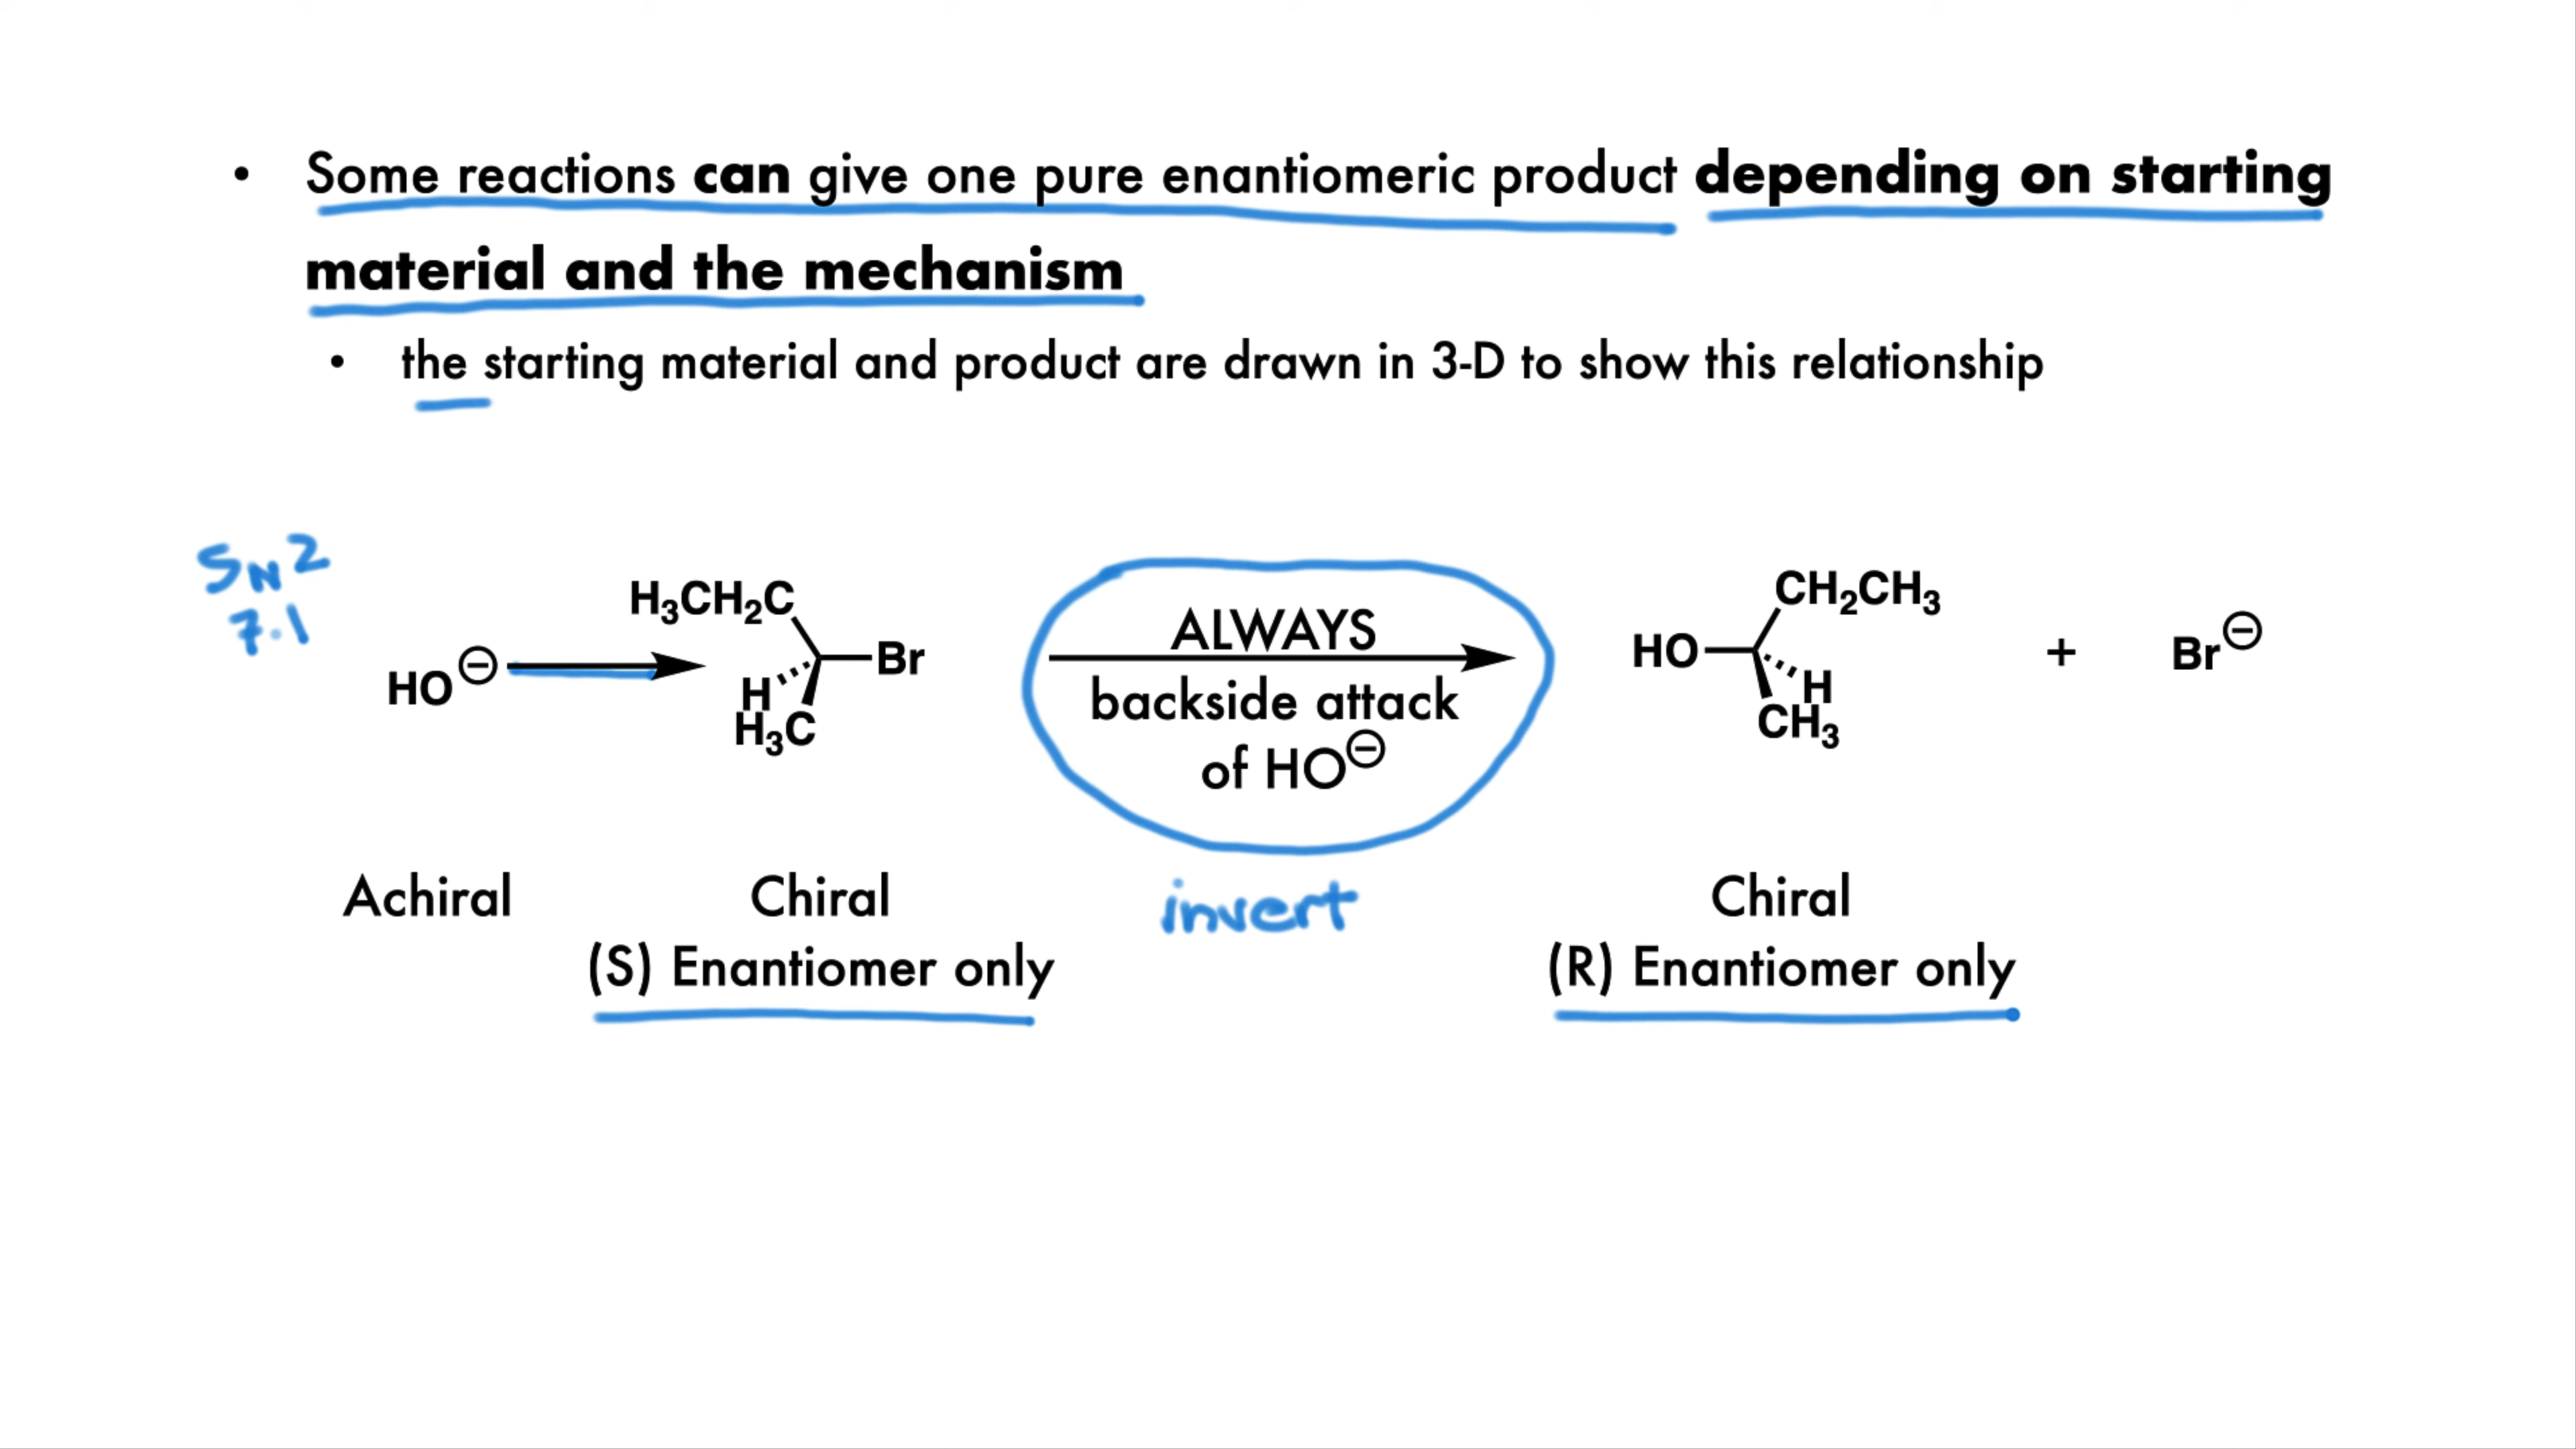 • Some reactions can give one pure enantiomeric product depending on starting
material and the mechanism
• the starting material and product are drawn in 3-D to show this relationship
SN2
7.1
HO⊖
H₃CH₂C
Br
H
H₃C
ALWAYS
backside attack
of HO⊖
CH₂CH₃
HO
H
CH₃
+
Br⊖
Achiral
Chiral
(S) Enantiomer only
invert
Chiral
(R) Enantiomer only